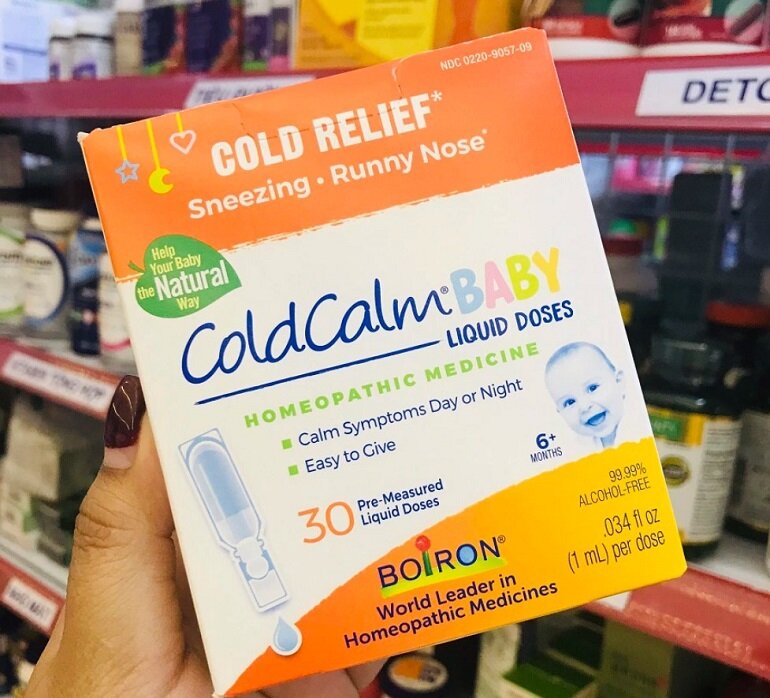 NDC 0220-9057-09
COLD RELIEF*
Sneezing • Runny Nose*
Help
Your Baby
the Natural
Way
ColdCalm® BABY
LIQUID DOSES
HOMEOPATHIC MEDICINE
Calm Symptoms Day or Night
Easy to Give
6+
MONTHS
30 Pre-Measured
Liquid Doses
99.99%
ALCOHOL-FREE
.034 fl oz
(1 mL) per dose
BOIRON®
World Leader in
Homeopathic Medicines
DETO